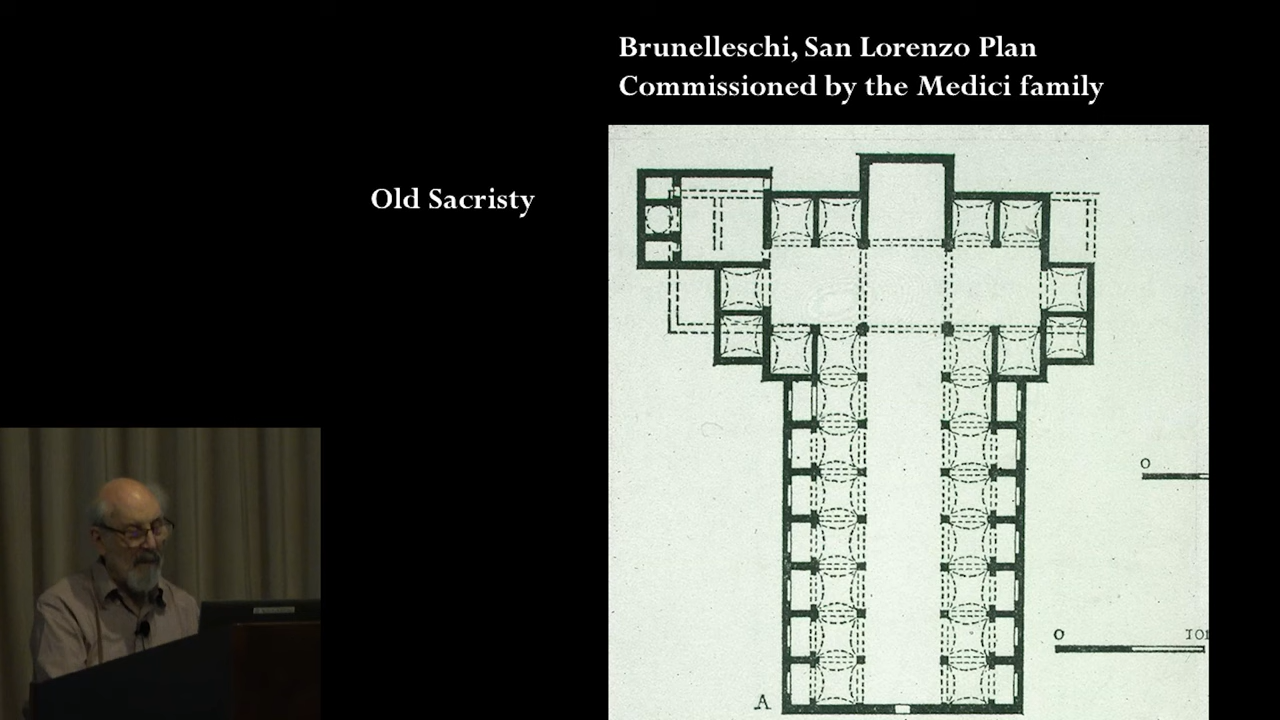 Brunelleschi, San Lorenzo Plan
Commissioned by the Medici family
Old Sacristy
O
O
A